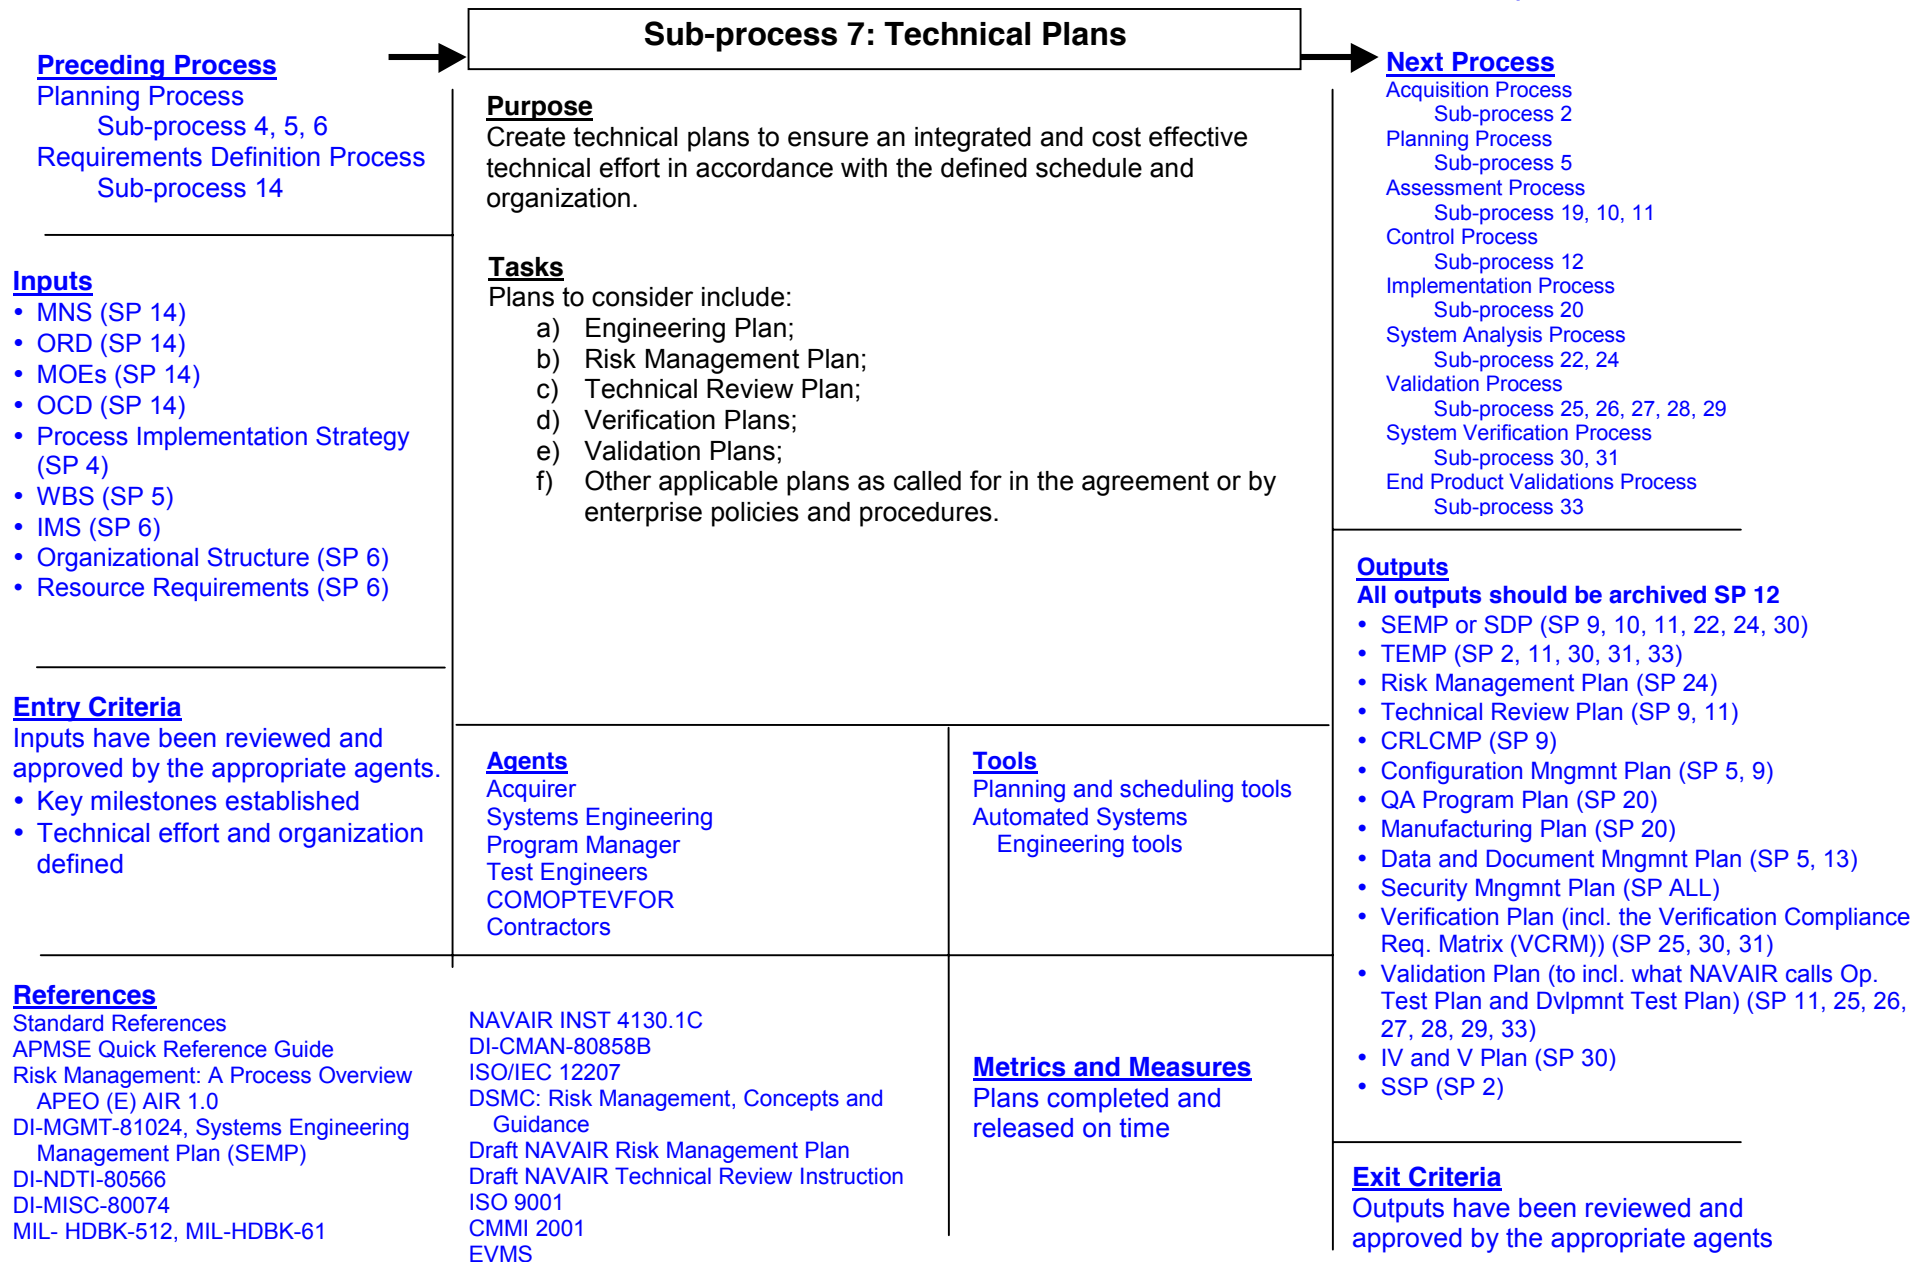 Sub-process 7: Technical Plans
Preceding Process
Planning Process
Sub-process 4, 5, 6
Requirements Definition Process
Sub-process 14
Inputs
• MNS (SP 14)
• ORD (SP 14)
• MOEs (SP 14)
• OCD (SP 14)
• Process Implementation Strategy
(SP 4)
• WBS (SP 5)
• IMS (SP 6)
• Organizational Structure (SP 6)
• Resource Requirements (SP 6)
Entry Criteria
Inputs have been reviewed and
approved by the appropriate agents.
• Key milestones established
• Technical effort and organization
defined
Purpose
Create technical plans to ensure an integrated and cost effective
technical effort in accordance with the defined schedule and
organization.
Tasks
Plans to consider include:
a) Engineering Plan;
b) Risk Management Plan;
c) Technical Review Plan;
d) Verification Plans;
e) Validation Plans;
f) Other applicable plans as called for in the agreement or by
enterprise policies and procedures.
Agents
Acquirer
Systems Engineering
Program Manager
Test Engineers
COMOPTEVFOR
Contractors
Tools
Planning and scheduling tools
Automated Systems
Engineering tools
References
Standard References
APMSE Quick Reference Guide
Risk Management: A Process Overview
APEO (E) AIR 1.0
DI-MGMT-81024, Systems Engineering
Management Plan (SEMP)
DI-NDTI-80566
DI-MISC-80074
MIL- HDBK-512, MIL-HDBK-61
NAVAIR INST 4130.1C
DI-CMAN-80858B
ISO/IEC 12207
DSMC: Risk Management, Concepts and
Guidance
Draft NAVAIR Risk Management Plan
Draft NAVAIR Technical Review Instruction
ISO 9001
CMMI 2001
EVMS
Metrics and Measures
Plans completed and
released on time
Next Process
Acquisition Process
Sub-process 2
Planning Process
Sub-process 5
Assessment Process
Sub-process 19, 10, 11
Control Process
Sub-process 12
Implementation Process
Sub-process 20
System Analysis Process
Sub-process 22, 24
Validation Process
Sub-process 25, 26, 27, 28, 29
System Verification Process
Sub-process 30, 31
End Product Validations Process
Sub-process 33
Outputs
All outputs should be archived SP 12
• SEMP or SDP (SP 9, 10, 11, 22, 24, 30)
• TEMP (SP 2, 11, 30, 31, 33)
• Risk Management Plan (SP 24)
• Technical Review Plan (SP 9, 11)
• CRLCMP (SP 9)
• Configuration Mngmnt Plan (SP 5, 9)
• QA Program Plan (SP 20)
• Manufacturing Plan (SP 20)
• Data and Document Mngmnt Plan (SP 5, 13)
• Security Mngmnt Plan (SP ALL)
• Verification Plan (incl. the Verification Compliance
Req. Matrix (VCRM)) (SP 25, 30, 31)
• Validation Plan (to incl. what NAVAIR calls Op.
Test Plan and Dvlpmnt Test Plan) (SP 11, 25, 26,
27, 28, 29, 33)
• IV and V Plan (SP 30)
• SSP (SP 2)
Exit Criteria
Outputs have been reviewed and
approved by the appropriate agents